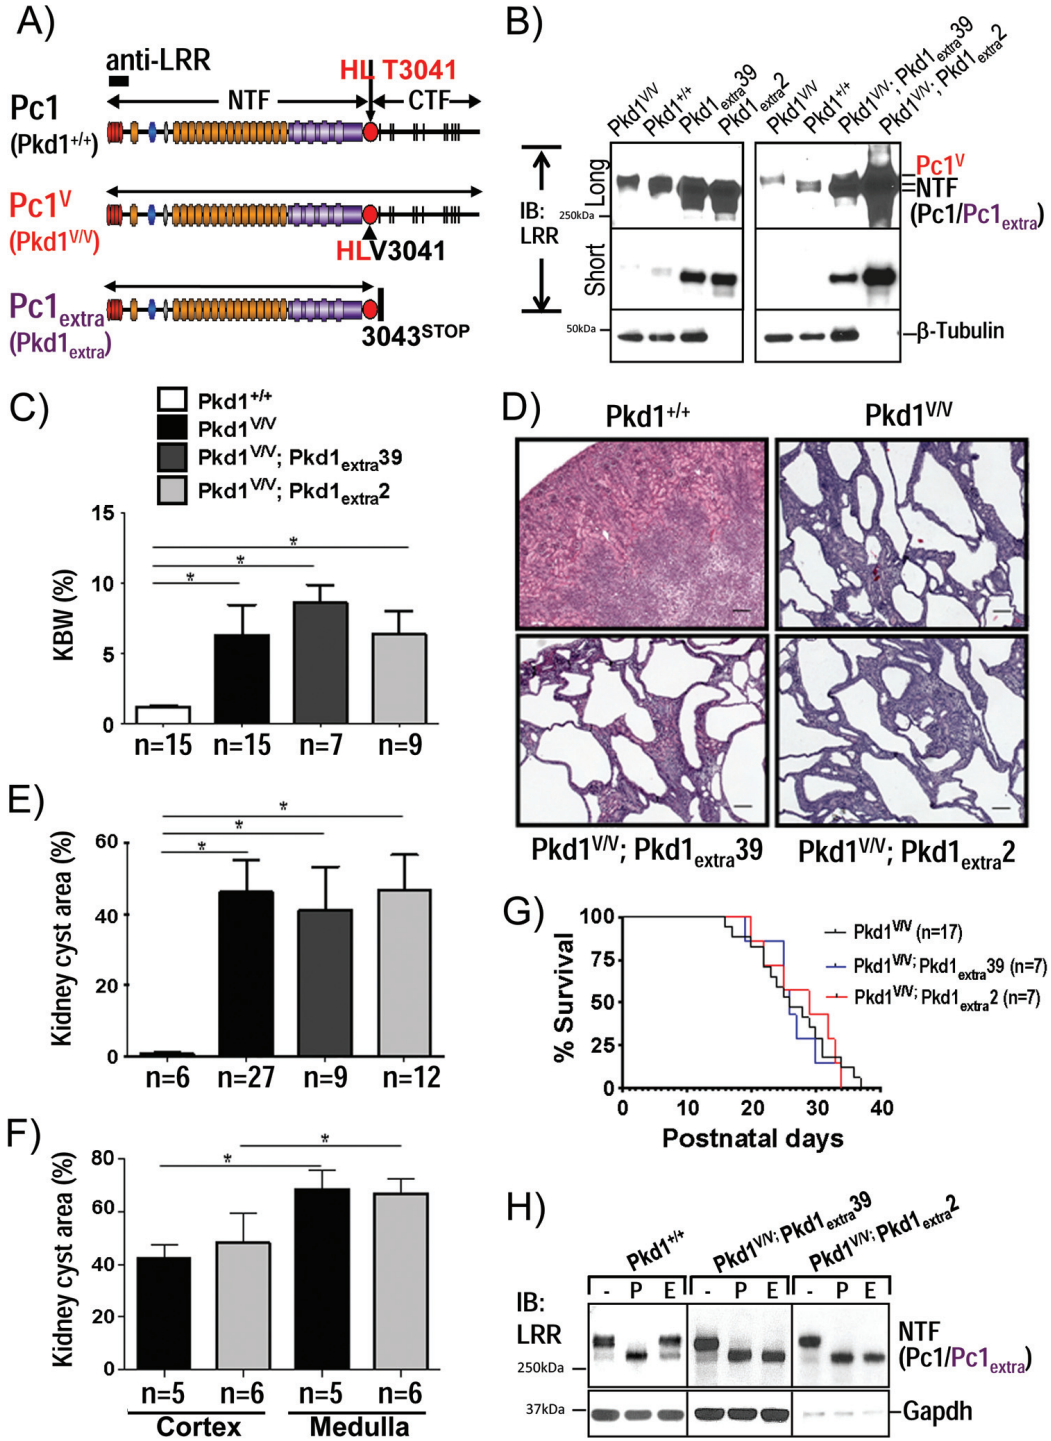 A)
anti-LRR
HL T3041
NTF
CTF
Pc1
(Pkd1+/+)
Pc1V
(Pkd1V/V)
HLV3041
Pc1extra
(Pkd1extra)
3043STOP
B)
Pkd1V/V
Pkd1+/+
Pkd1extra39
Pkd1extra2
Pkd1V/V
Pkd1+/+
Pkd1V/V; Pkd1extra39
Pkd1V/V; Pkd1extra2
IB:
LRR
Long
250kDa
Short
50kDa
Pc1V
NTF
(Pc1/Pc1extra)
β-Tubulin
C)
Pkd1+/+
Pkd1V/V
Pkd1V/V; Pkd1extra39
Pkd1V/V; Pkd1extra2
KBW (%)
15
10
5
0
* * *
n=15 n=15 n=7 n=9
D)
Pkd1+/+
Pkd1V/V
Pkd1V/V; Pkd1extra39
Pkd1V/V; Pkd1extra2
E)
Kidney cyst area (%)
60
40
20
0
* * *
n=6 n=27 n=9 n=12
F)
Kidney cyst area (%)
80
60
40
20
0
* *
n=5 n=6 n=5 n=6
Cortex Medulla
G)
% Survival
100
75
50
25
0
0 10 20 30 40
Postnatal days
Pkd1V/V (n=17)
Pkd1V/V; Pkd1extra39 (n=7)
Pkd1V/V; Pkd1extra2 (n=7)
H)
Pkd1+/+
Pkd1V/V; Pkd1extra39
Pkd1V/V; Pkd1extra2
- P E - P E - P E
IB:
LRR
250kDa
37kDa
NTF
(Pc1/Pc1extra)
Gapdh